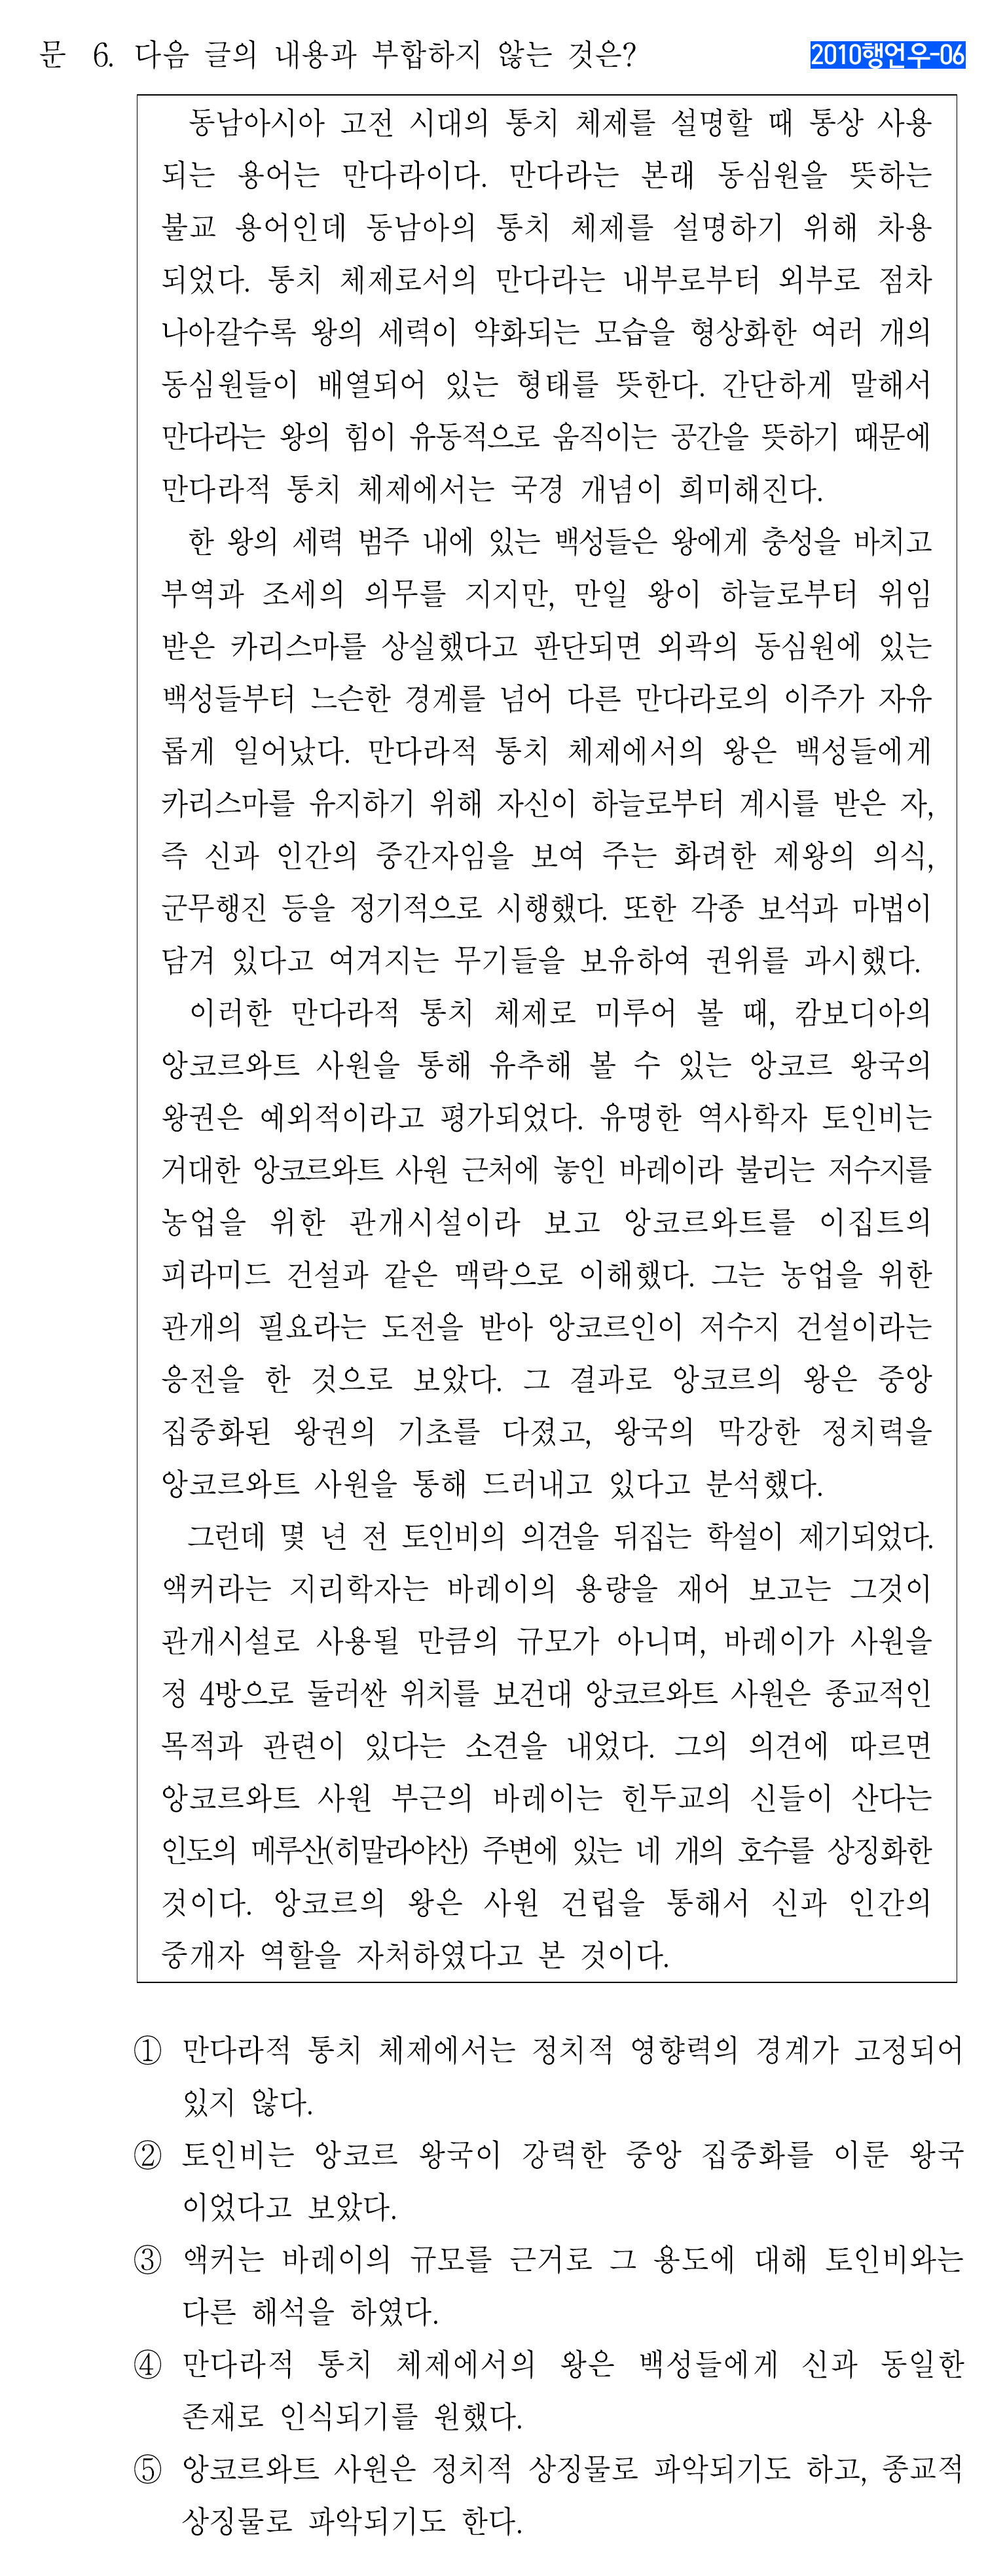 문 6. 다음 글의 내용과 부합하지 않는 것은?
2010행언우-06
동남아시아 고전 시대의 통치 체제를 설명할 때 통상 사용
되는 용어는 만다라이다. 만다라는 본래 동심원을 뜻하는
불교 용어인데 동남아의 통치 체제를 설명하기 위해 차용
되었다. 통치 체제로서의 만다라는 내부로부터 외부로 점차
나아갈수록 왕의 세력이 약화되는 모습을 형상화한 여러 개의
동심원들이 배열되어 있는 형태를 뜻한다. 간단하게 말해서
만다라는 왕의 힘이 유동적으로 움직이는 공간을 뜻하기 때문에
만다라적 통치 체제에서는 국경 개념이 희미해진다.
한 왕의 세력 범주 내에 있는 백성들은 왕에게 충성을 바치고
부역과 조세의 의무를 지지만, 만일 왕이 하늘로부터 위임
받은 카리스마를 상실했다고 판단되면 외곽의 동심원에 있는
백성들부터 느슨한 경계를 넘어 다른 만다라로의 이주가 자유
롭게 일어났다. 만다라적 통치 체제에서의 왕은 백성들에게
카리스마를 유지하기 위해 자신이 하늘로부터 계시를 받은 자,
즉 신과 인간의 중간자임을 보여 주는 화려한 제왕의 의식,
군무행진 등을 정기적으로 시행했다. 또한 각종 보석과 마법이
담겨 있다고 여겨지는 무기들을 보유하여 권위를 과시했다.
이러한 만다라적 통치 체제로 미루어 볼 때, 캄보디아의
앙코르와트 사원을 통해 유추해 볼 수 있는 앙코르 왕국의
왕권은 예외적이라고 평가되었다. 유명한 역사학자 토인비는
거대한 앙코르와트 사원 근처에 놓인 바레이라 불리는 저수지를
농업을 위한 관개시설이라 보고 앙코르와트를 이집트의
피라미드 건설과 같은 맥락으로 이해했다. 그는 농업을 위한
관개의 필요라는 도전을 받아 앙코르인이 저수지 건설이라는
응전을 한 것으로 보았다. 그 결과로 앙코르의 왕은 중앙
집중화된 왕권의 기초를 다졌고, 왕국의 막강한 정치력을
앙코르와트 사원을 통해 드러내고 있다고 분석했다.
그런데 몇 년 전 토인비의 의견을 뒤집는 학설이 제기되었다.
액커라는 지리학자는 바레이의 용량을 재어 보고는 그것이
관개시설로 사용될 만큼의 규모가 아니며, 바레이가 사원을
정 4방으로 둘러싼 위치를 보건대 앙코르와트 사원은 종교적인
목적과 관련이 있다는 소견을 내었다. 그의 의견에 따르면
앙코르와트 사원 부근의 바레이는 힌두교의 신들이 산다는
인도의 메루산(히말라야산) 주변에 있는 네 개의 호수를 상징화한
것이다. 앙코르의 왕은 사원 건립을 통해서 신과 인간의
중개자 역할을 자처하였다고 본 것이다.
① 만다라적 통치 체제에서는 정치적 영향력의 경계가 고정되어
있지 않다.
② 토인비는 앙코르 왕국이 강력한 중앙 집중화를 이룬 왕국
이었다고 보았다.
③ 액커는 바레이의 규모를 근거로 그 용도에 대해 토인비와는
다른 해석을 하였다.
④ 만다라적 통치 체제에서의 왕은 백성들에게 신과 동일한
존재로 인식되기를 원했다.
⑤ 앙코르와트 사원은 정치적 상징물로 파악되기도 하고, 종교적
상징물로 파악되기도 한다.